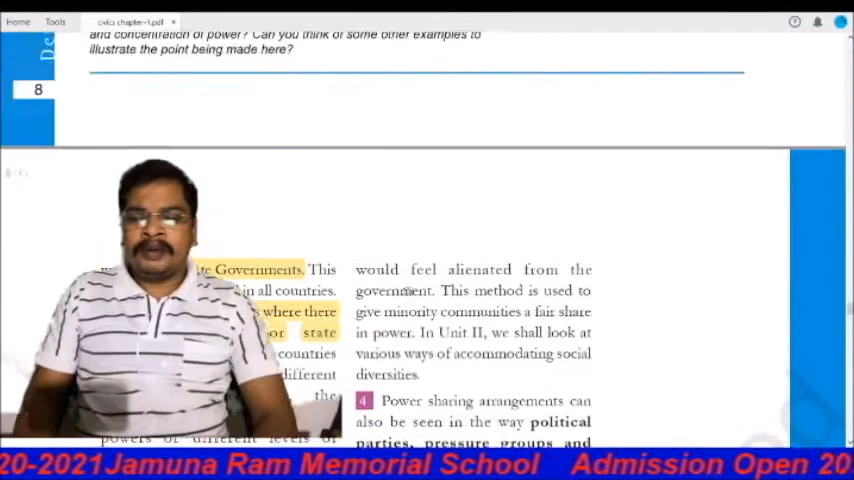 Home Tools civics chapter-1.pdf ×
and concentration of power? Can you think of some other examples to
illustrate the point being made here?
8
te Governments. This
in all countries.
where there
or state
countries
different
the
powers of different levels of
would feel alienated from the
government. This method is used to
give minority communities a fair share
in power. In Unit II, we shall look at
various ways of accommodating social
diversities.
4 Power sharing arrangements can
also be seen in the way political
parties, pressure groups and
20-2021 Jamuna Ram Memorial School Admission Open 20